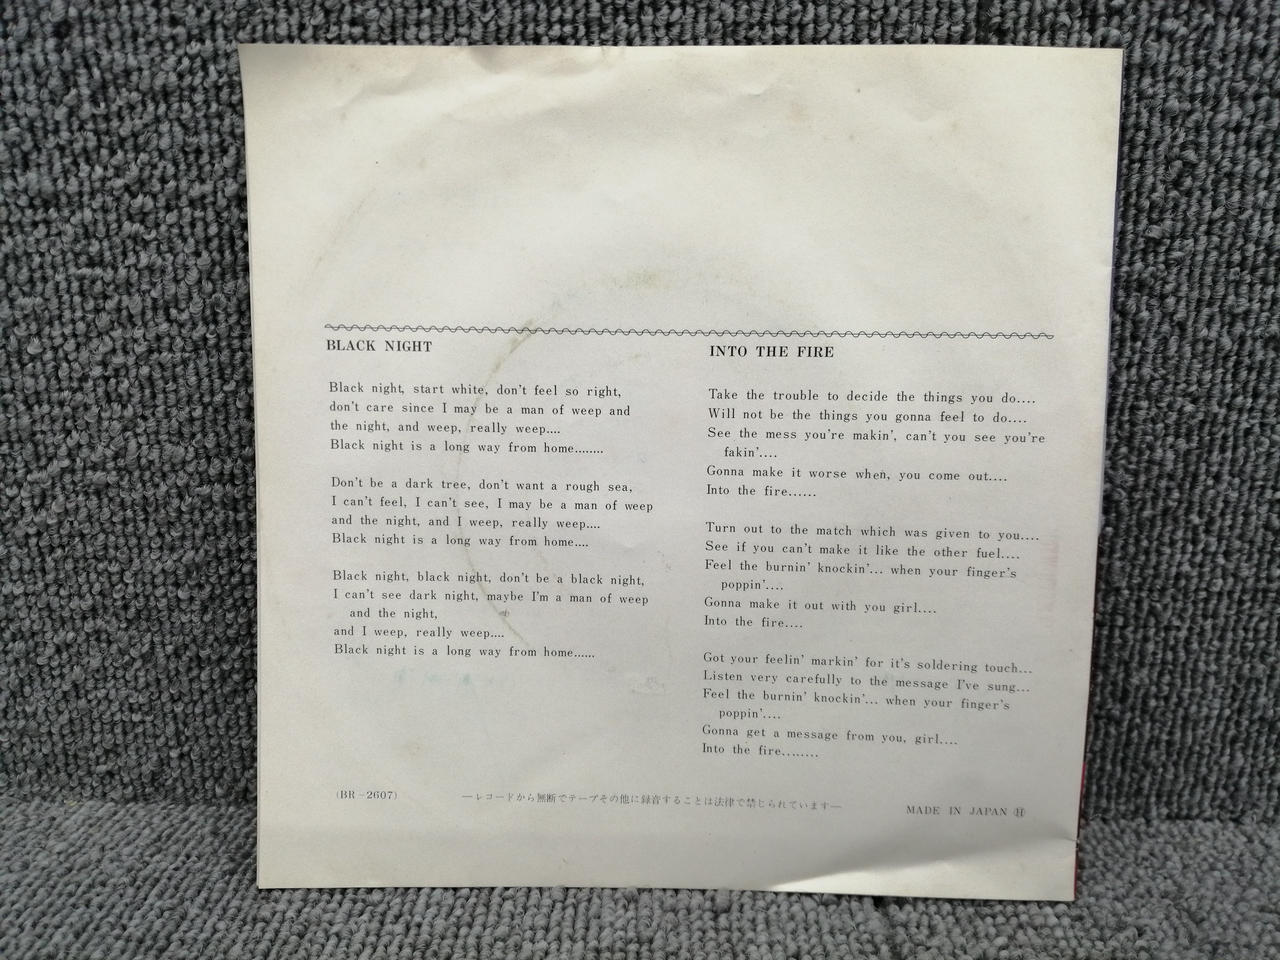 BLACK NIGHT
Black night, start white, don't feel so right,
don't care since I may be a man of weep and
the night, and weep, really weep....
Black night is a long way from home........
Don't be a dark tree, don't want a rough sea,
I can't feel, I can't see, I may be a man of weep
and the night, and I weep, really weep....
Black night is a long way from home....
Black night, black night, don't be a black night,
I can't see dark night, maybe I'm a man of weep
and the night,
and I weep, really weep....
Black night is a long way from home......
INTO THE FIRE
Take the trouble to decide the things you do....
Will not be the things you gonna feel to do....
See the mess you're makin', can't you see you're
fakin'....
Gonna make it worse when, you come out....
Into the fire......
Turn out to the match which was given to you....
See if you can't make it like the other fuel....
Feel the burnin' knockin'... when your finger's
poppin'....
Gonna make it out with you girl....
Into the fire....
Got your feelin' markin' for it's soldering touch...
Listen very carefully to the message I've sung...
Feel the burnin' knockin'... when your finger's
poppin'....
Gonna get a message from you, girl....
Into the fire........
(BR-2607)
―レコードから無断でテープその他に録音することは法律で禁じられています―
MADE IN JAPAN Ⓗ